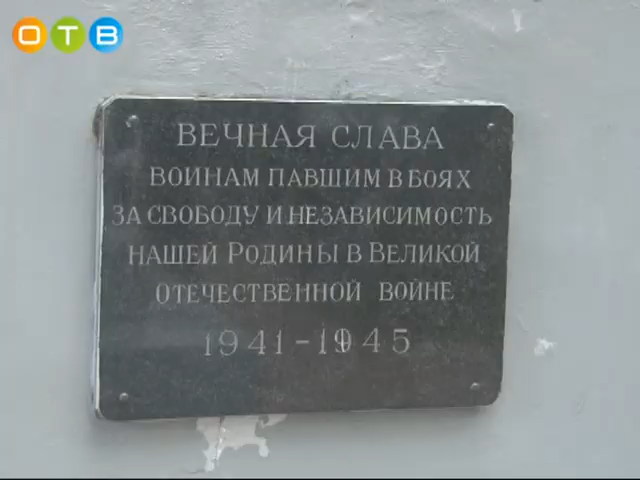 ОТВ
ВЕЧНАЯ СЛАВА
ВОИНАМ ПАВШИМ В БОЯХ
ЗА СВОБОДУ И НЕЗАВИСИМОСТЬ
НАШЕЙ РОДИНЫ В ВЕЛИКОЙ
ОТЕЧЕСТВЕННОЙ ВОЙНЕ
1941-1945